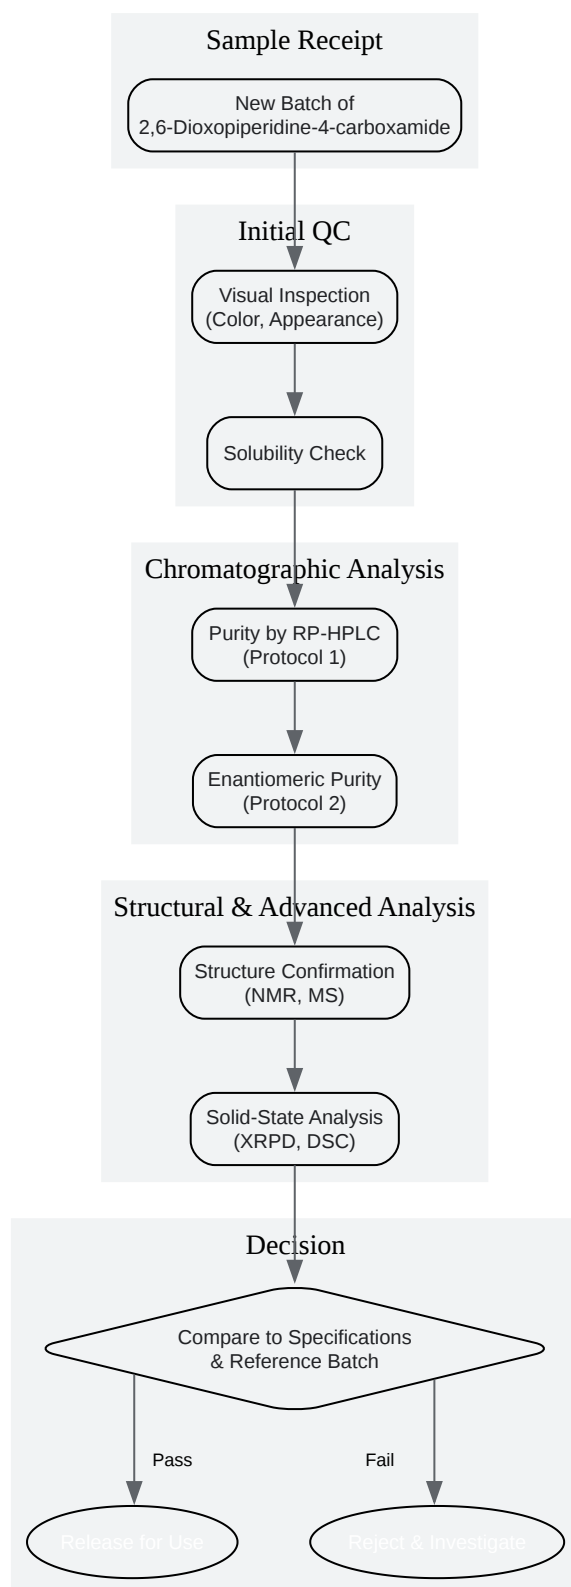 Sample Receipt
New Batch of
2,6-Dioxopiperidine-4-carboxamide
Initial QC
Visual Inspection
(Color, Appearance)
Solubility Check
Chromatographic Analysis
Purity by RP-HPLC
(Protocol 1)
Enantiomeric Purity
(Protocol 2)
Structural & Advanced Analysis
Structure Confirmation
(NMR, MS)
Solid-State Analysis
(XRPD, DSC)
Decision
Compare to Specifications
& Reference Batch
Pass
Fail
Release for Use
Reject & Investigate